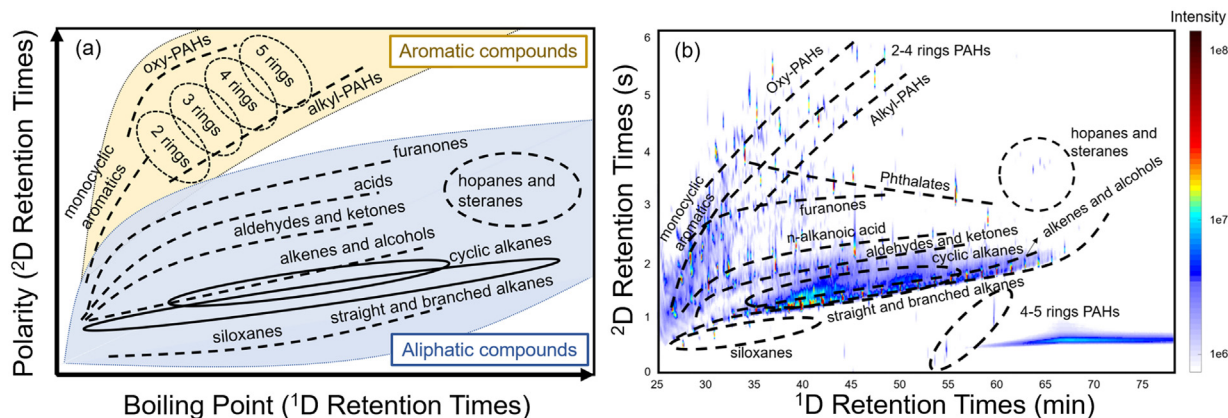 (a)
Aromatic compounds
oxy-PAHs
5 rings
4 rings
3 rings
2 rings
alkyl-PAHs
monocyclic
aromatics
furanones
acids
hopanes and
steranes
aldehydes and ketones
alkenes and alcohols
cyclic alkanes
straight and branched alkanes
siloxanes
Aliphatic compounds
Polarity (²D Retention Times)
Boiling Point (¹D Retention Times)
(b)
Oxy-PAHs
2-4 rings PAHs
Alkyl-PAHs
hopanes and
steranes
monocyclic
aromatics
Phthalates
furanones
alkenes and alcohols
n-alkanoic acid
aldehydes and ketones
cyclic alkanes
straight and branched alkanes
siloxanes
4-5 rings PAHs
²D Retention Times (s)
6
5
4
3
2
1
0
25
30
35
40
45
50
55
60
65
70
75
¹D Retention Times (min)
Intensity
1e8
1e7
1e6